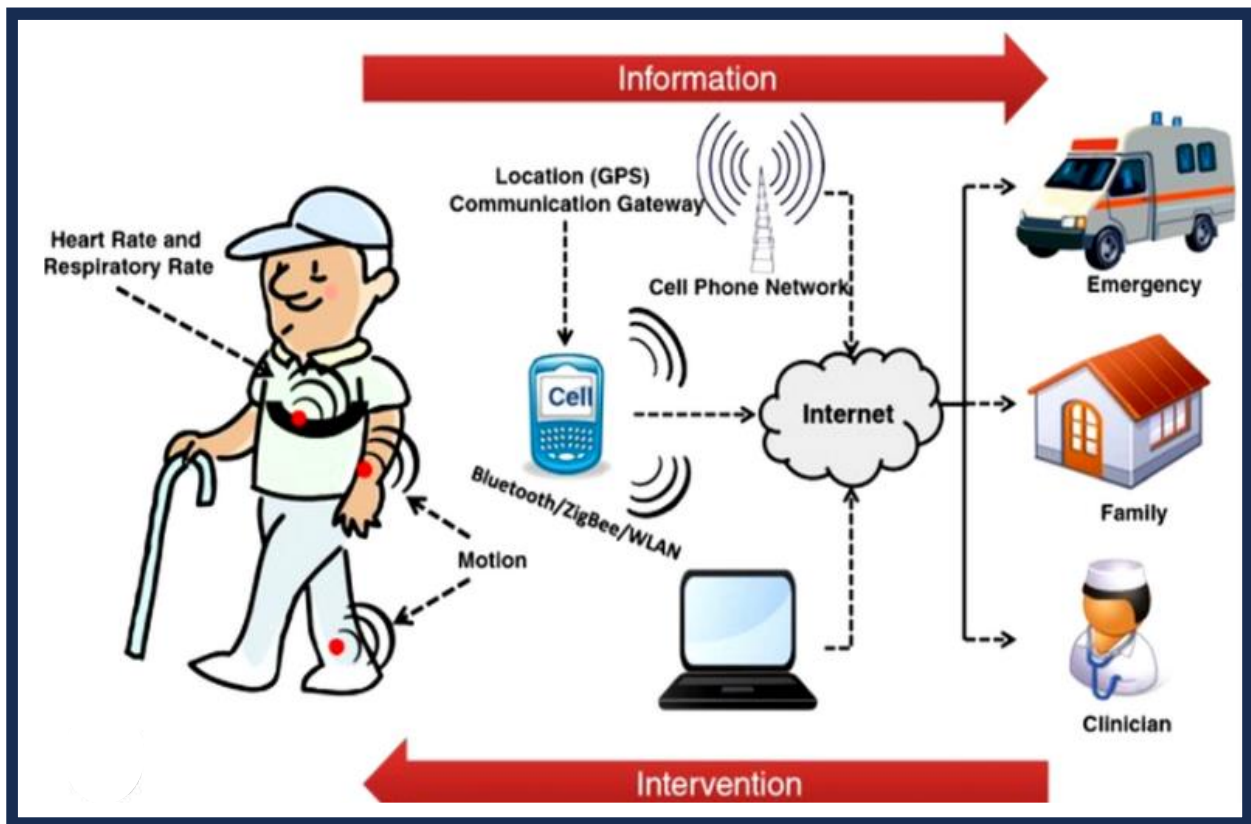 Information
Location (GPS)
Communication Gateway
Heart Rate and
Respiratory Rate
Cell Phone Network
Emergency
Cell
Internet
Bluetooth/ZigBee/WLAN
Family
Motion
Clinician
Intervention